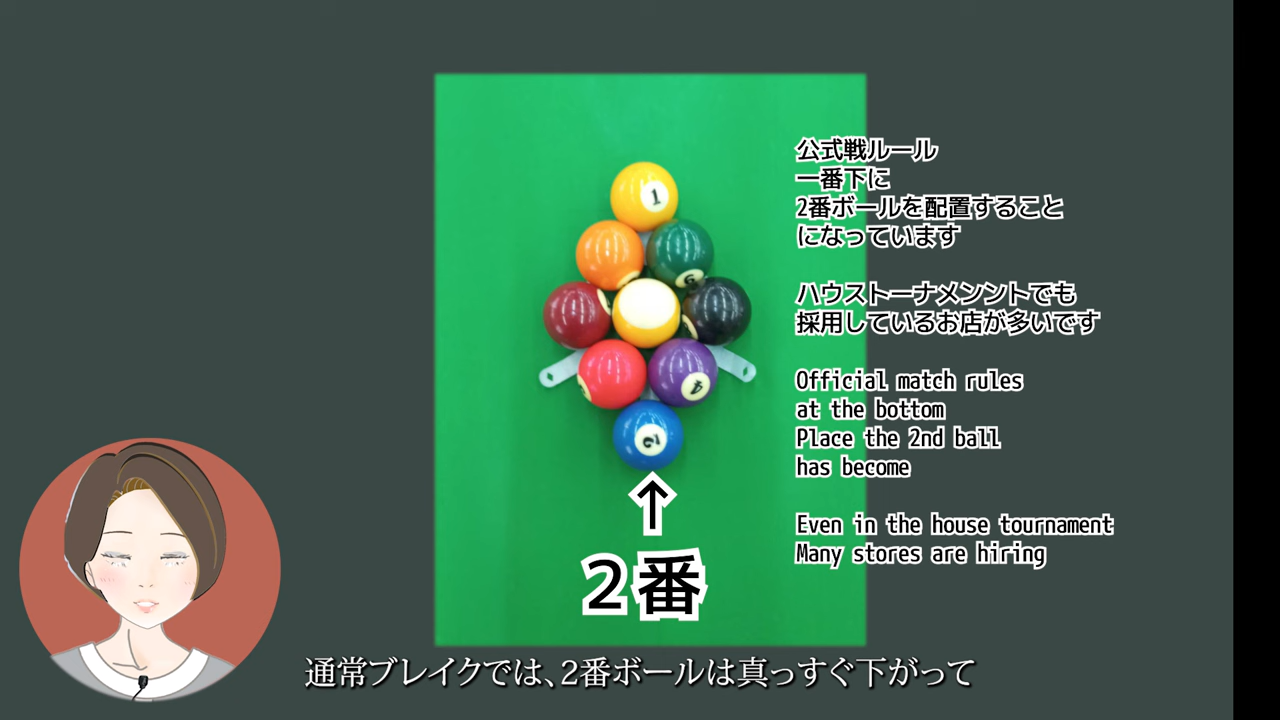 公式戦ルール
一番下に
2番ボールを配置すること
になっています
ハウストーナメンントでも
採用しているお店が多いです
Official match rules
at the bottom
Place the 2nd ball
has become
Even in the house tournament
Many stores are hiring
1
6
4
2
↑
2番
通常ブレイクでは、2番ボールは真っすぐ下がって